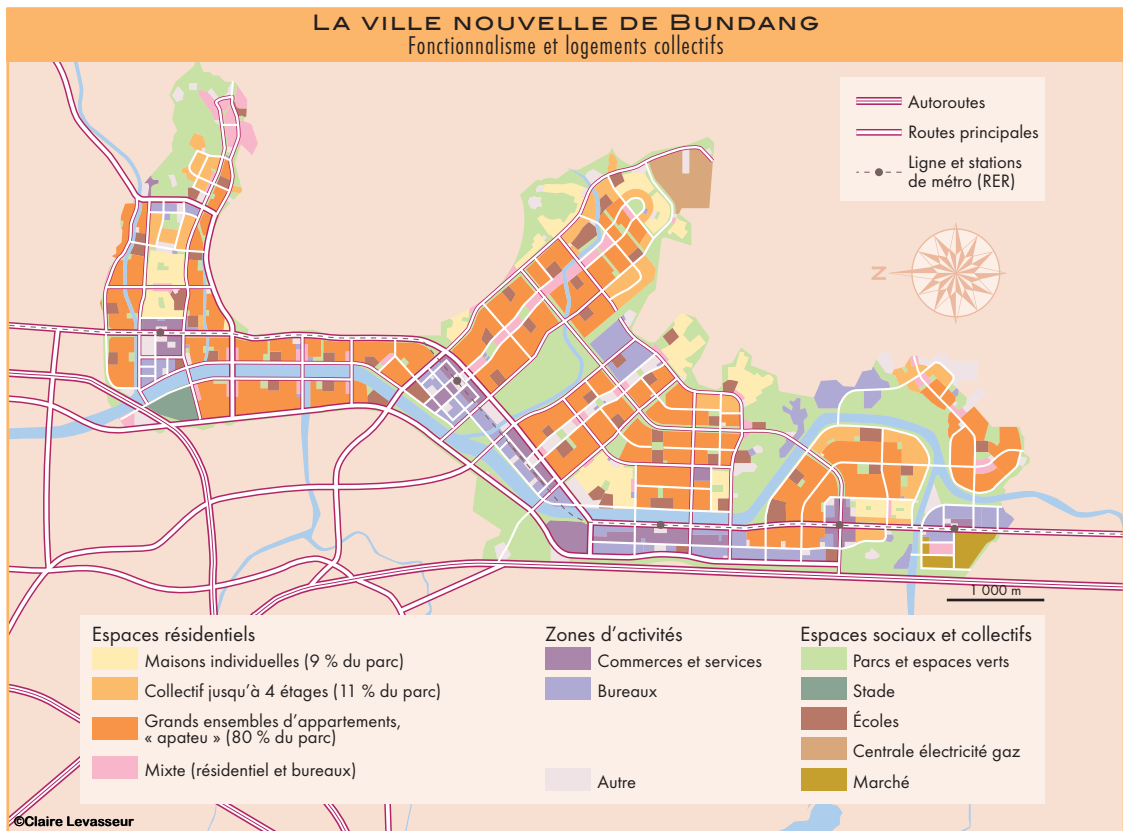 LA VILLE NOUVELLE DE BUNDANG
Fonctionnalisme et logements collectifs
Autoroutes
Routes principales
Ligne et stations
de métro (RER)
Z
1 000 m
Espaces résidentiels
Maisons individuelles (9 % du parc)
Collectif jusqu'à 4 étages (11 % du parc)
Grands ensembles d'appartements,
« apateu » (80 % du parc)
Mixte (résidentiel et bureaux)
Zones d'activités
Commerces et services
Bureaux
Autre
Espaces sociaux et collectifs
Parcs et espaces verts
Stade
Écoles
Centrale électricité gaz
Marché
©Claire Levasseur